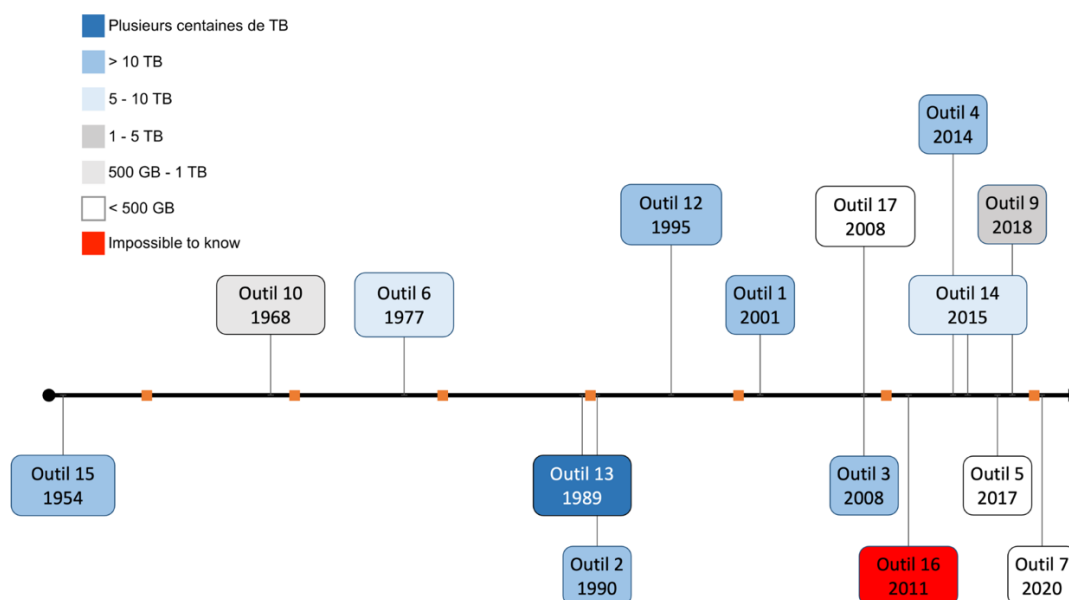 Plusieurs centaines de TB
> 10 TB
5 - 10 TB
1 - 5 TB
500 GB - 1 TB
< 500 GB
Impossible to know
Outil 4
2014
Outil 12
1995
Outil 17
2008
Outil 9
2018
Outil 10
1968
Outil 6
1977
Outil 1
2001
Outil 14
2015
Outil 15
1954
Outil 13
1989
Outil 3
2008
Outil 5
2017
Outil 2
1990
Outil 16
2011
Outil 7
2020